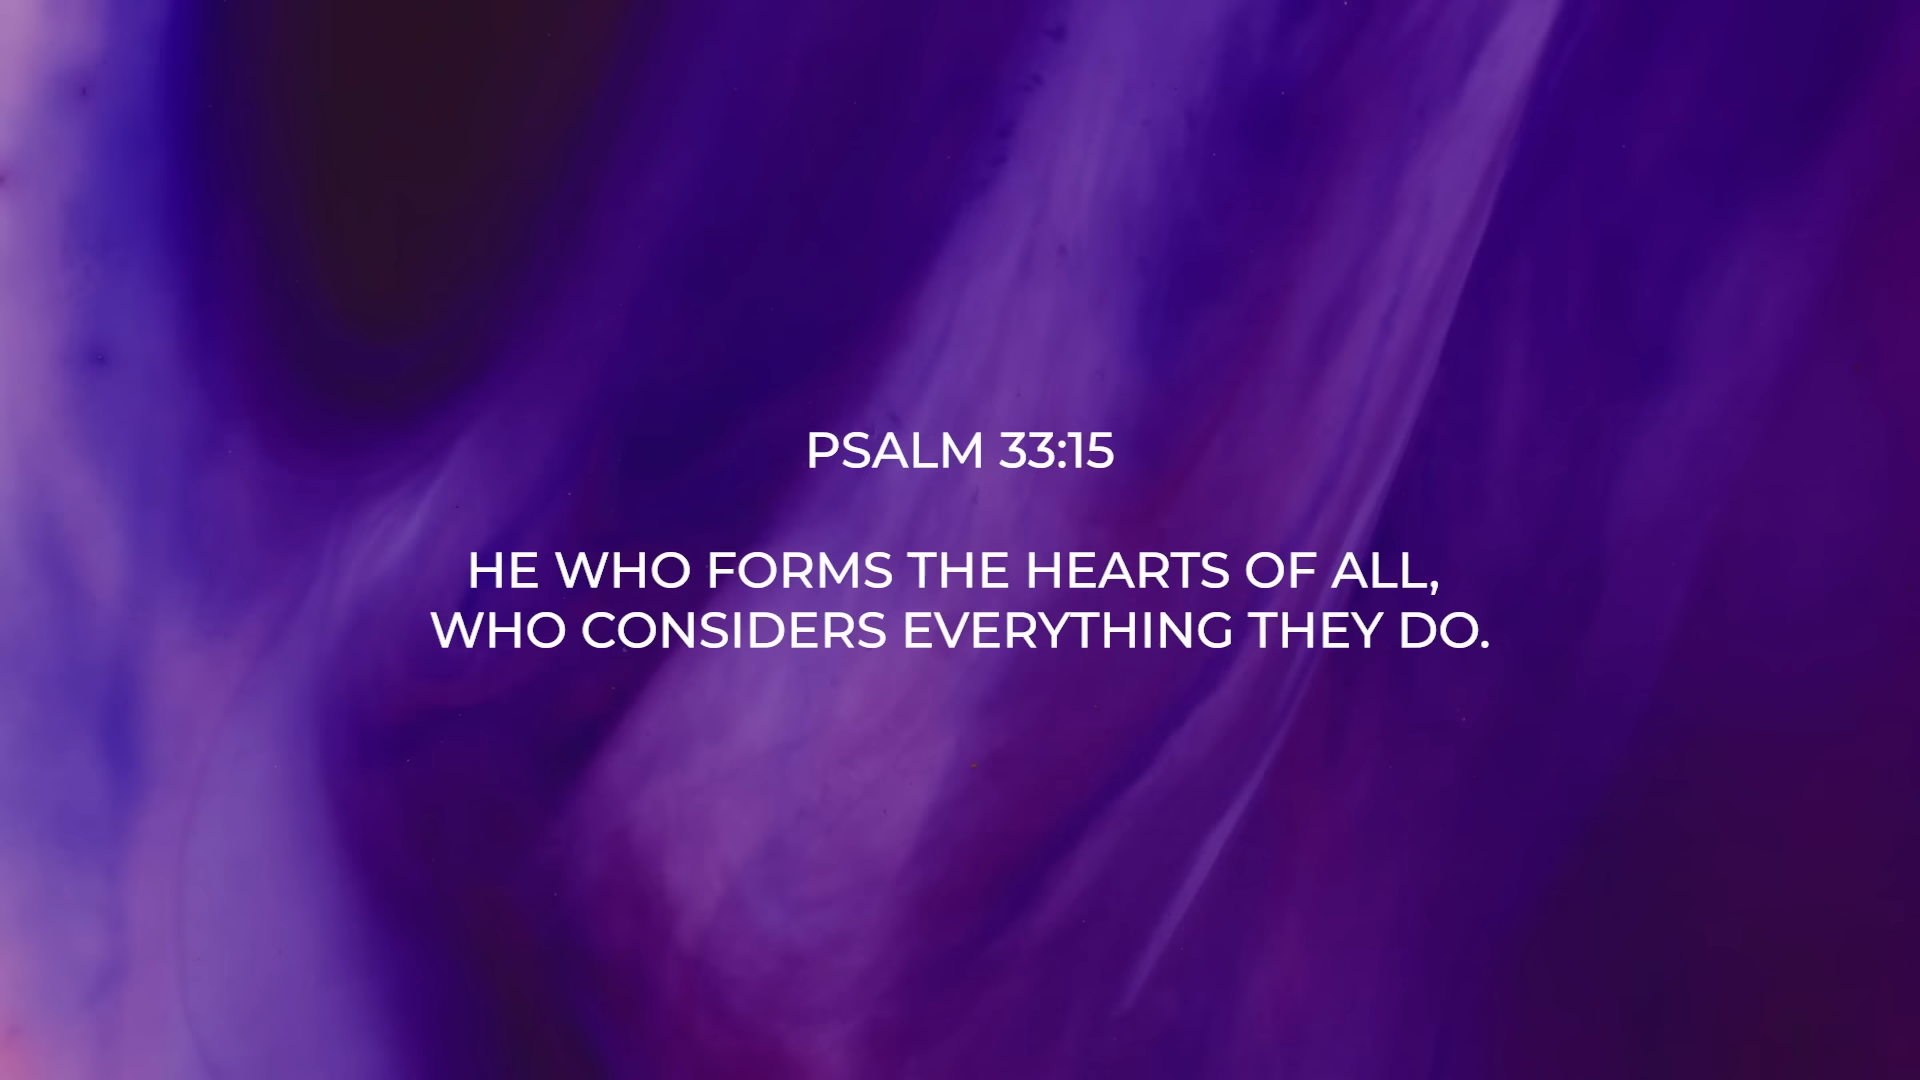 PSALM 33:15
HE WHO FORMS THE HEARTS OF ALL,
WHO CONSIDERS EVERYTHING THEY DO.